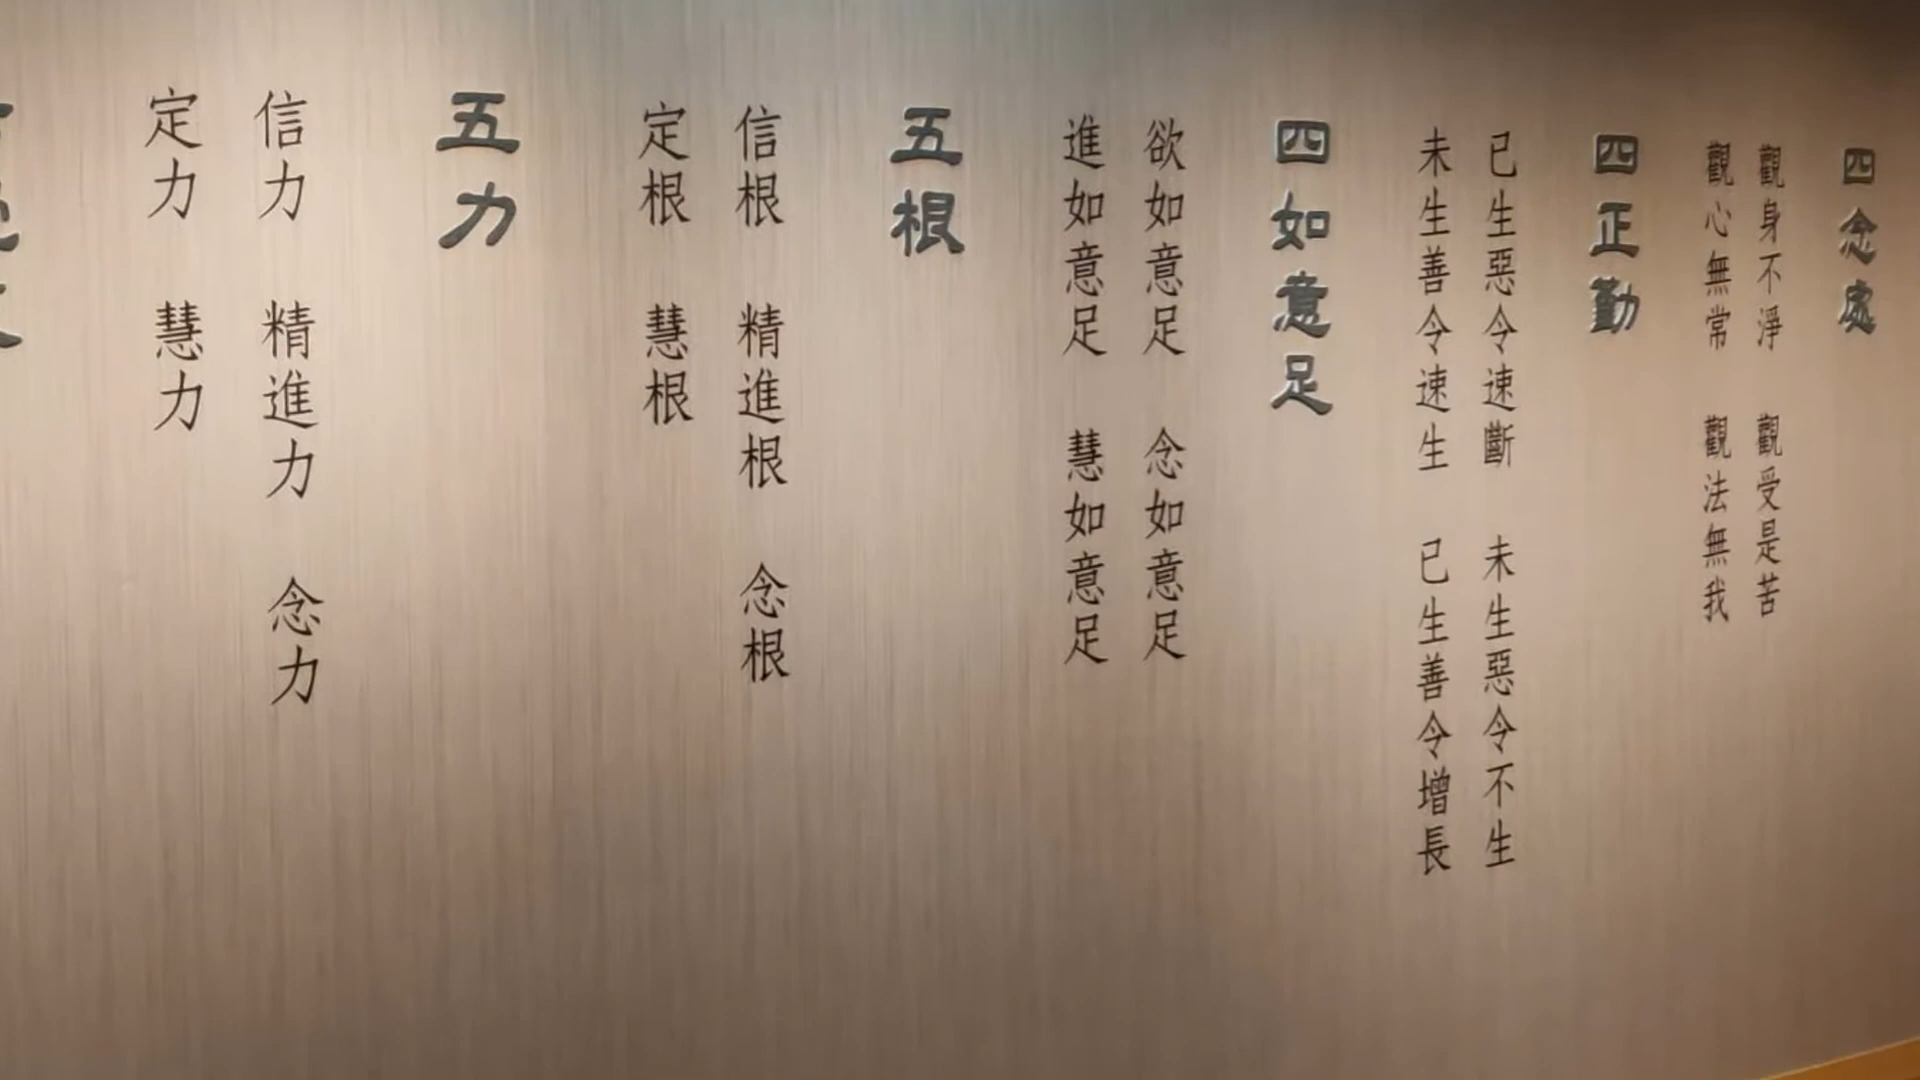 四念處
觀身不淨　觀受是苦
觀心無常　觀法無我
四正勤
已生惡令速斷　未生惡令不生
未生善令速生　已生善令增長
四如意足
欲如意足　念如意足
進如意足　慧如意足
五根
信根　精進根　念根
定根　慧根
五力
信力　精進力　念力
定力　慧力